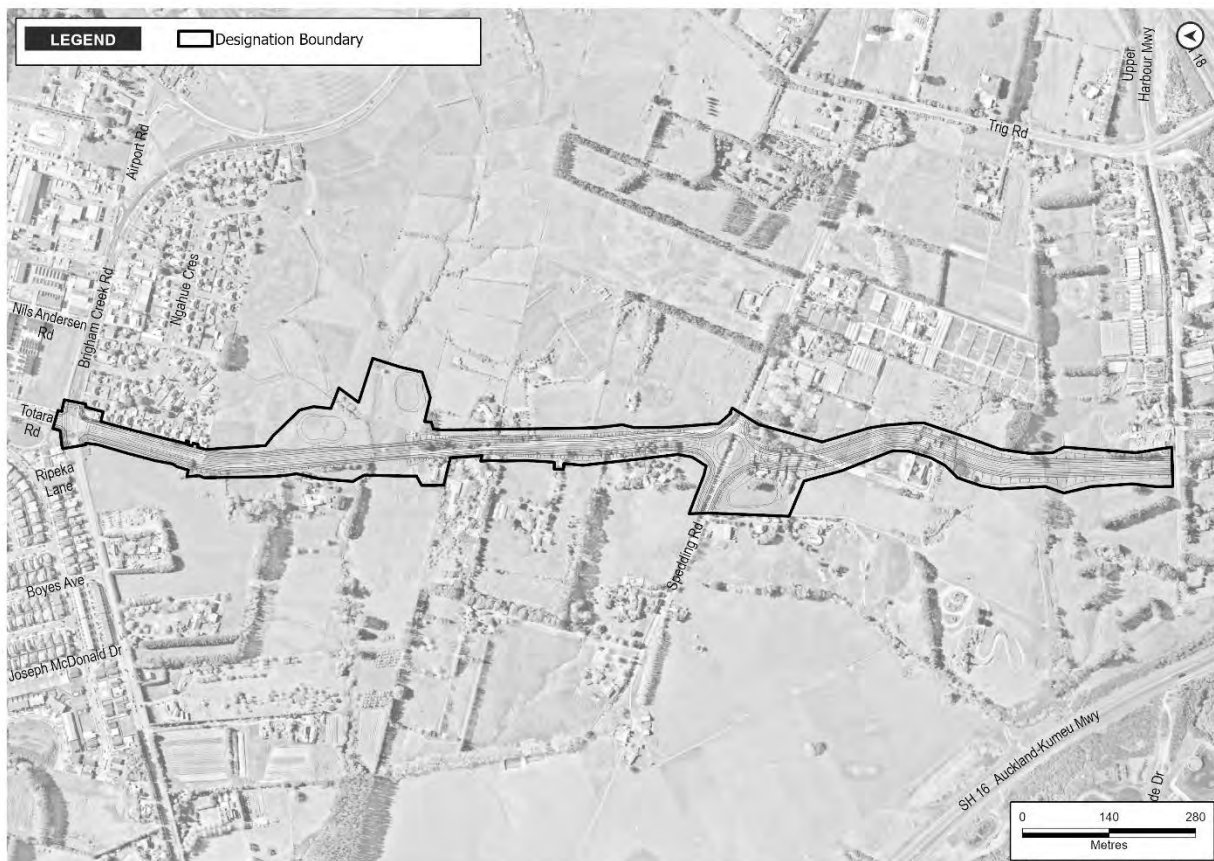 LEGEND
Designation Boundary
Upper
Harbour Mwy
18
Airport Rd
Trig Rd
Ngahue Cres
Brigham Creek Rd
Nils Andersen
Rd
Totara
Rd
Ripeka
Lane
Spedding Rd
Boyes Ave
Joseph McDonald Dr
SH 16 Auckland-Kumeu Mwy
de Dr
0 140 280
Metres